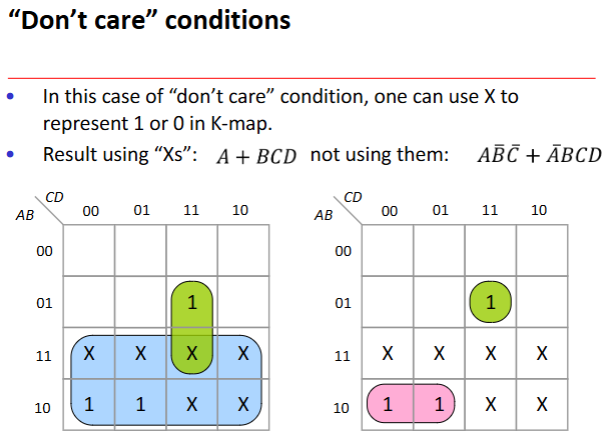 “Don’t care” conditions
• In this case of “don’t care” condition, one can use X to
represent 1 or 0 in K-map.
• Result using “Xs”: A + BCD not using them: AB̄C̄ + ĀBCD
CD
AB 00 01 11 10
00
01 1
11 X X X X
10 1 1 X X
CD
AB 00 01 11 10
00
01 1
11 X X X X
10 1 1 X X